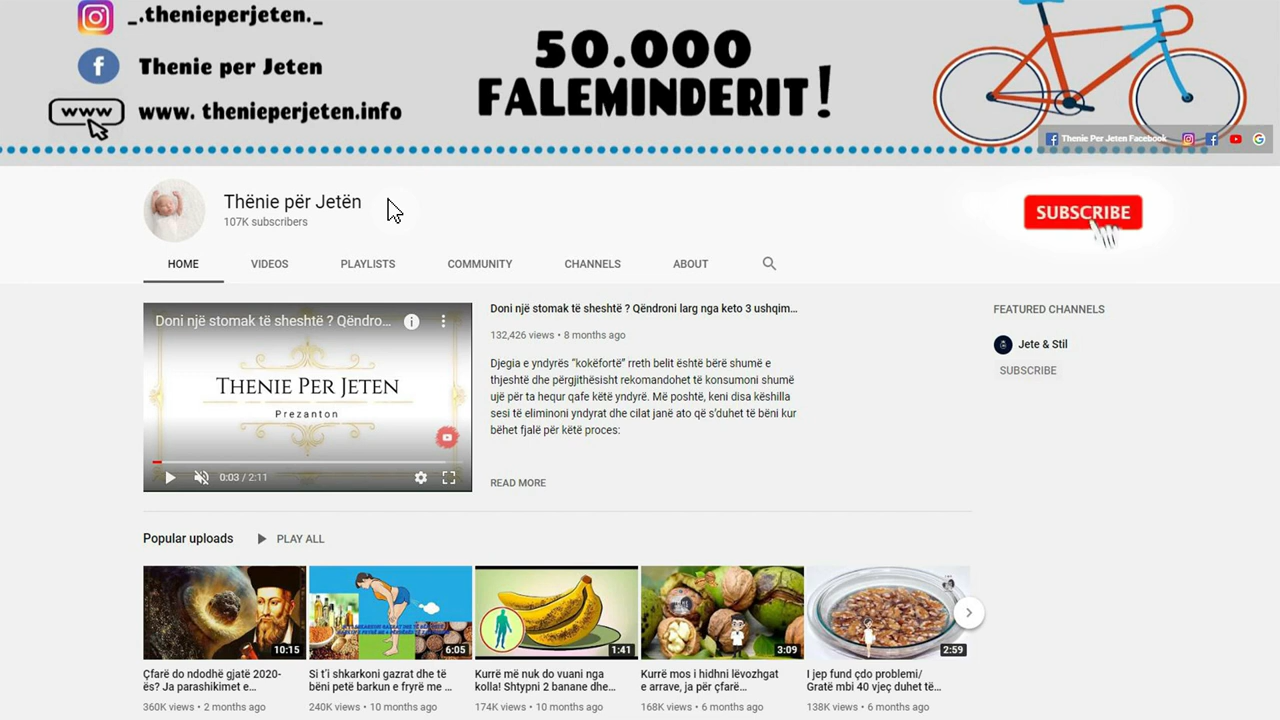 _.thenieperjeten._
Thenie per Jeten
www
www. thenieperjeten.info
50.000
FALEMINDERIT!
Thenie Per Jeten Facebook
Thënie për Jetën
107K subscribers
SUBSCRIBE
HOME VIDEOS PLAYLISTS COMMUNITY CHANNELS ABOUT
Doni një stomak të sheshtë ? Qëndro...
THENIE PER JETEN
Prezanton
0:03 / 2:11
Doni një stomak të sheshtë ? Qëndroni larg nga keto 3 ushqim...
132,426 views • 8 months ago
Djegia e yndyrës "kokëfortë" rreth belit është bërë shumë e
thjeshtë dhe përgjithësisht rekomandohet të konsumoni shumë
ujë për ta hequr qafe këtë yndyrë. Më poshtë, keni disa këshilla
sesi të eliminoni yndyrat dhe cilat janë ato që s'duhet të bëni kur
bëhet fjalë për këtë proces:
READ MORE
FEATURED CHANNELS
Jete & Stil
SUBSCRIBE
Popular uploads PLAY ALL
10:15
6:05
1:41
3:09
2:59
Çfarë do ndodhë gjatë 2020-
ës? Ja parashikimet e...
360K views • 2 months ago
Si t'i shkarkoni gazrat dhe të
bëni petë barkun e fryrë me ...
240K views • 10 months ago
Kurrë më nuk do vuani nga
kolla! Shtypni 2 banane dhe...
174K views • 10 months ago
Kurrë mos i hidhni lëvozhgat
e arrave, ja për çfarë...
168K views • 6 months ago
I jep fund çdo problemi/
Gratë mbi 40 vjeç duhet të...
138K views • 6 months ago